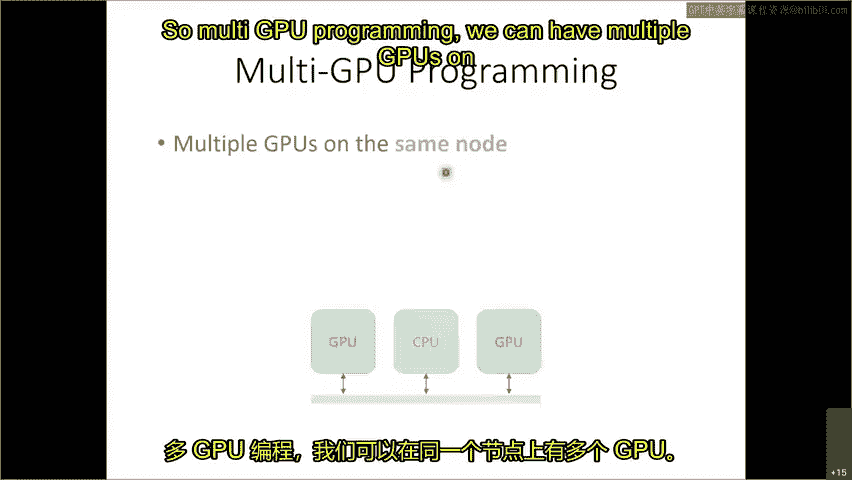 So multi GPU programming, we can have multiple
GPUs on
Multi-GPU Programming
• Multiple GPUs on the same node
GPU
CPU
GPU
多 GPU 编程，我们可以在同一个节点上有多个 GPU。
+15